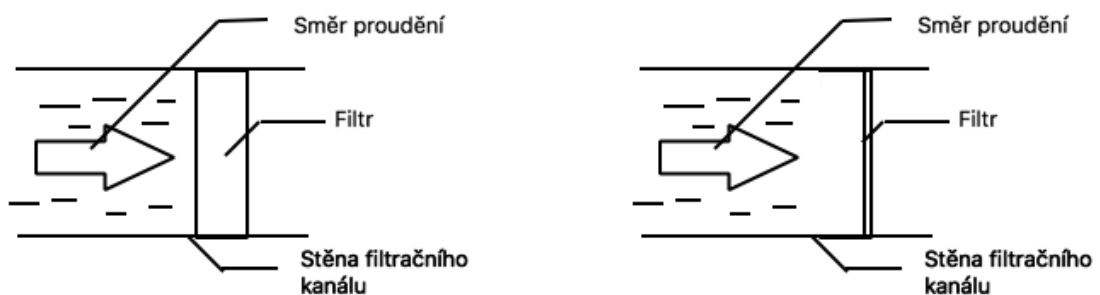 Směr proudění
Filtr
Stěna filtračního
kanálu
Směr proudění
Filtr
Stěna filtračního
kanálu